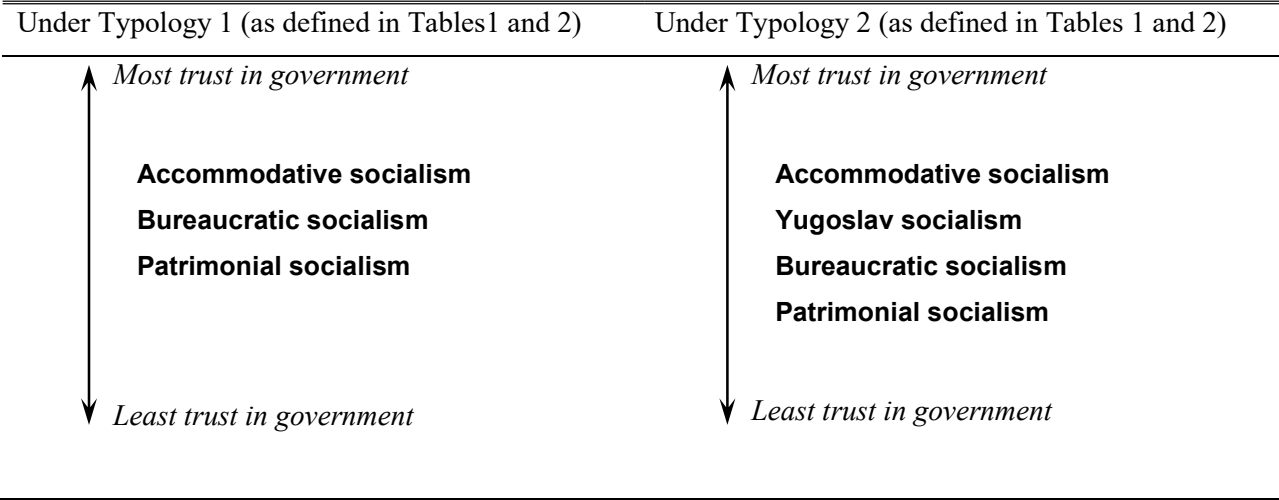 Under Typology 1 (as defined in Tables1 and 2)
Under Typology 2 (as defined in Tables 1 and 2)
Most trust in government
Accommodative socialism
Bureaucratic socialism
Patrimonial socialism
Least trust in government
Most trust in government
Accommodative socialism
Yugoslav socialism
Bureaucratic socialism
Patrimonial socialism
Least trust in government